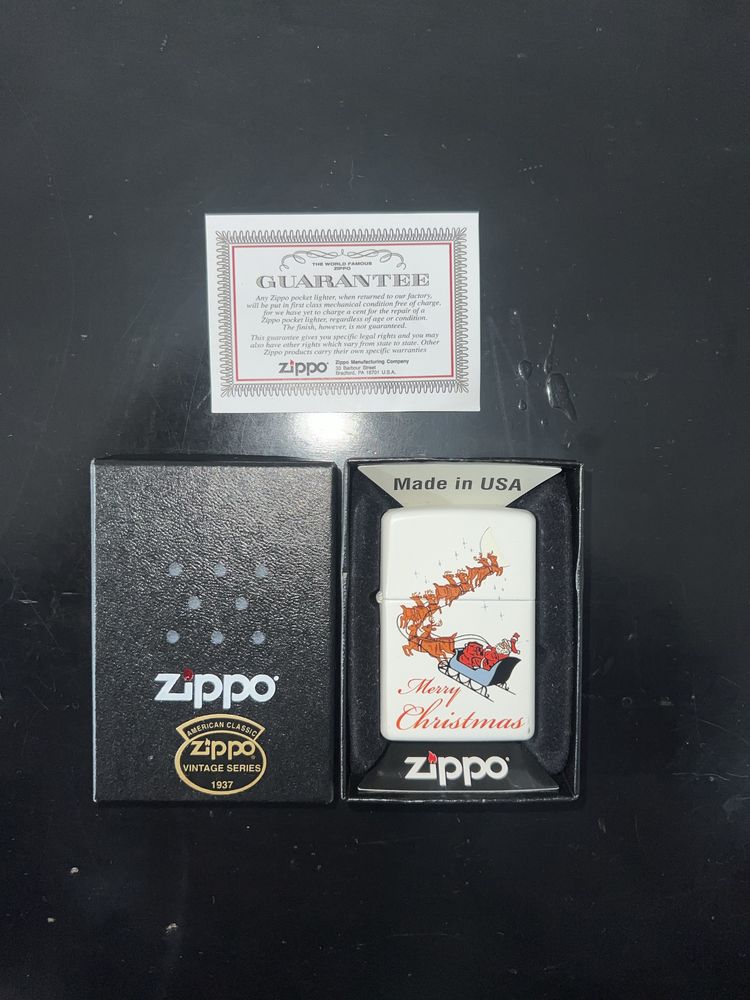 THE WORLD FAMOUS
ZIPPO
GUARANTEE
Any Zippo pocket lighter, when returned to our factory,
will be put in first class mechanical condition free of charge,
for we have yet to charge a cent for the repair of a
Zippo pocket lighter, regardless of age or condition.
The finish, however, is not guaranteed.
This guarantee gives you specific legal rights and you may
also have other rights which vary from state to state. Other
Zippo products carry their own specific warranties
Zippo® Zippo Manufacturing Company
33 Barbour Street
Bradford, PA 16701 U.S.A.
Zippo®
AMERICAN CLASSIC
Zippo®
VINTAGE SERIES
1937
Made in USA
Merry
Christmas
Zippo®